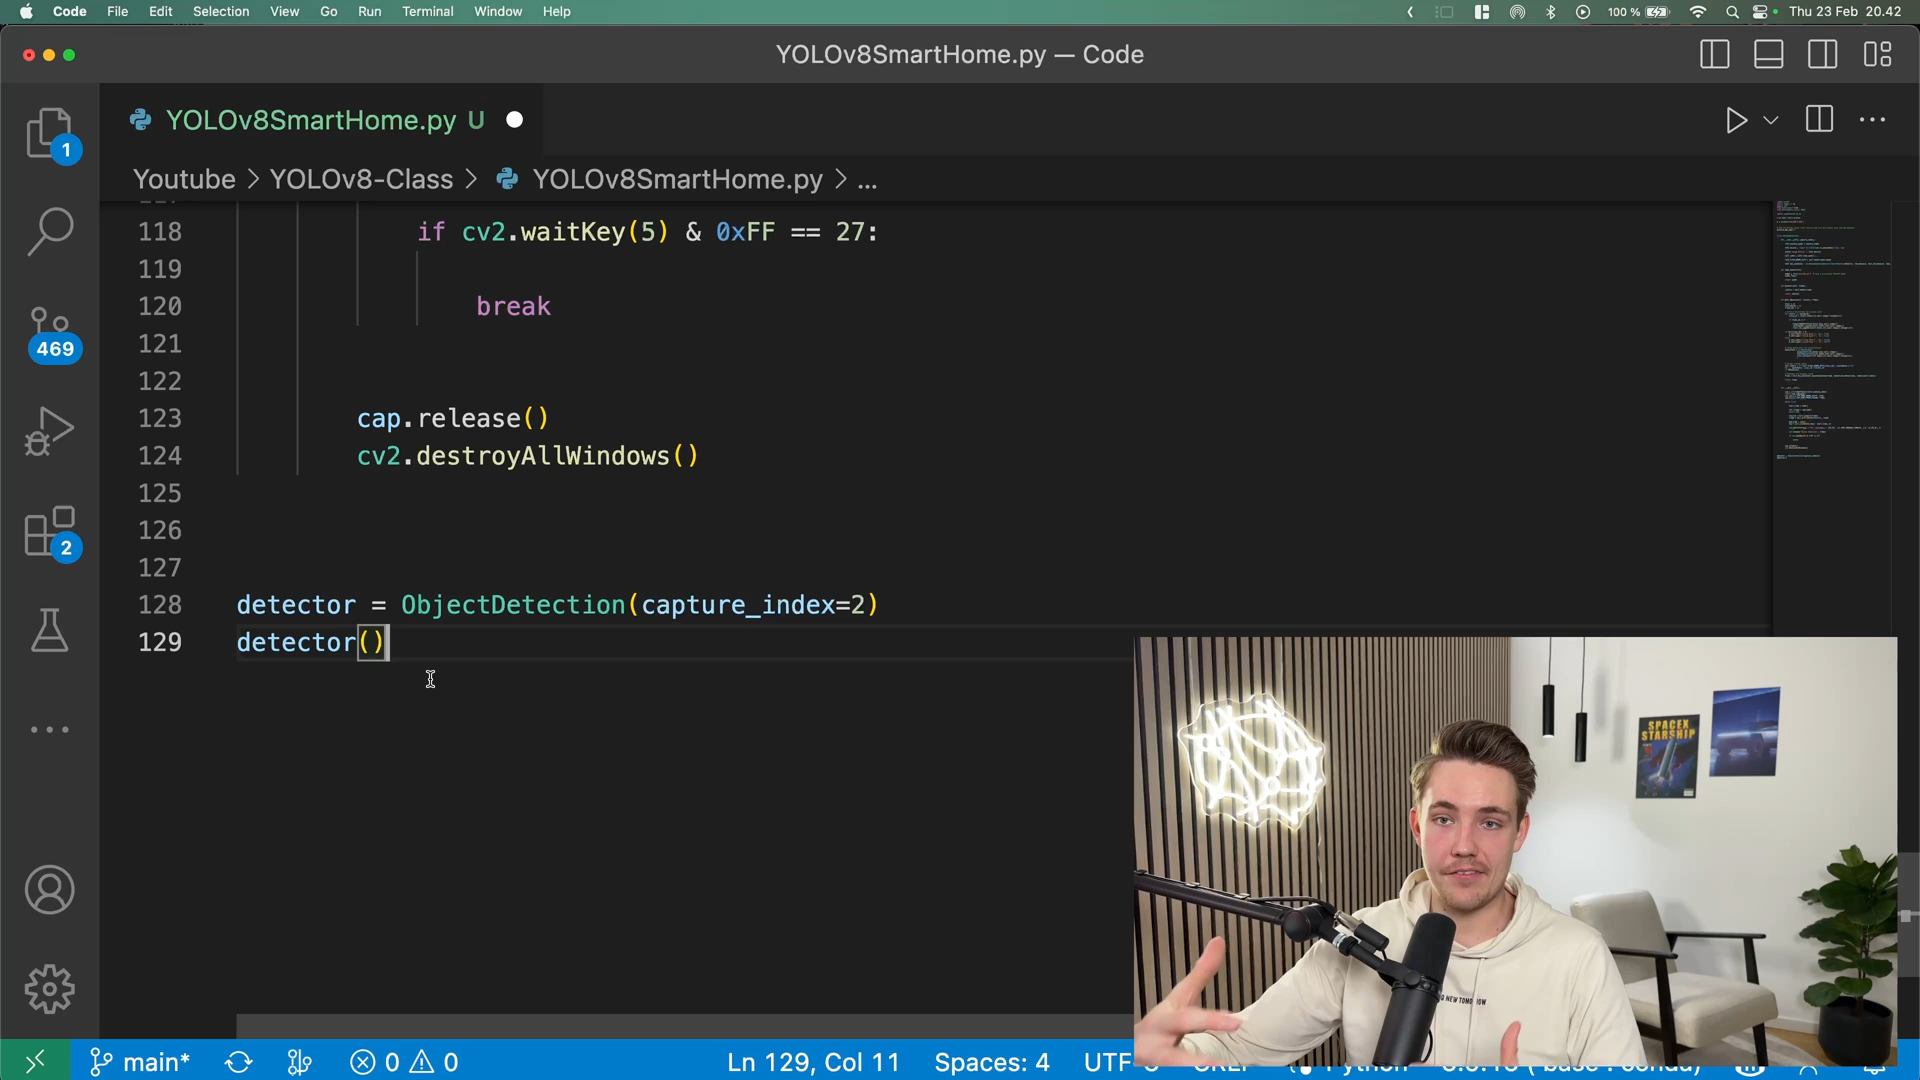 Code File Edit Selection View Go Run Terminal Window Help 100 % Thu 23 Feb 20.42
YOLOv8SmartHome.py — Code
YOLOv8SmartHome.py U
Youtube > YOLOv8-Class > YOLOv8SmartHome.py > ...
118 if cv2.waitKey(5) & 0xFF == 27:
119
120 break
121
122
123 cap.release()
124 cv2.destroyAllWindows()
125
126
127
128 detector = ObjectDetection(capture_index=2)
129 detector()
1
469
2
SPACEX
STARSHIP
NEW TOMORROW
main* 0 0 Ln 129, Col 11 Spaces: 4